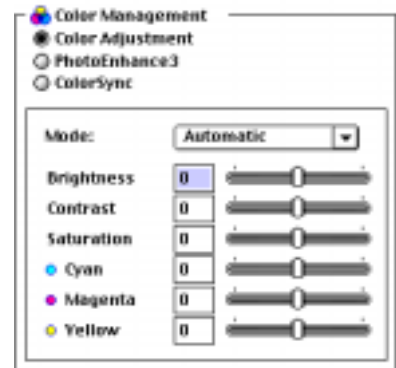 Color Management
Color Adjustment
PhotoEnhance3
ColorSync
Mode: Automatic
Brightness 0
Contrast 0
Saturation 0
Cyan 0
Magenta 0
Yellow 0